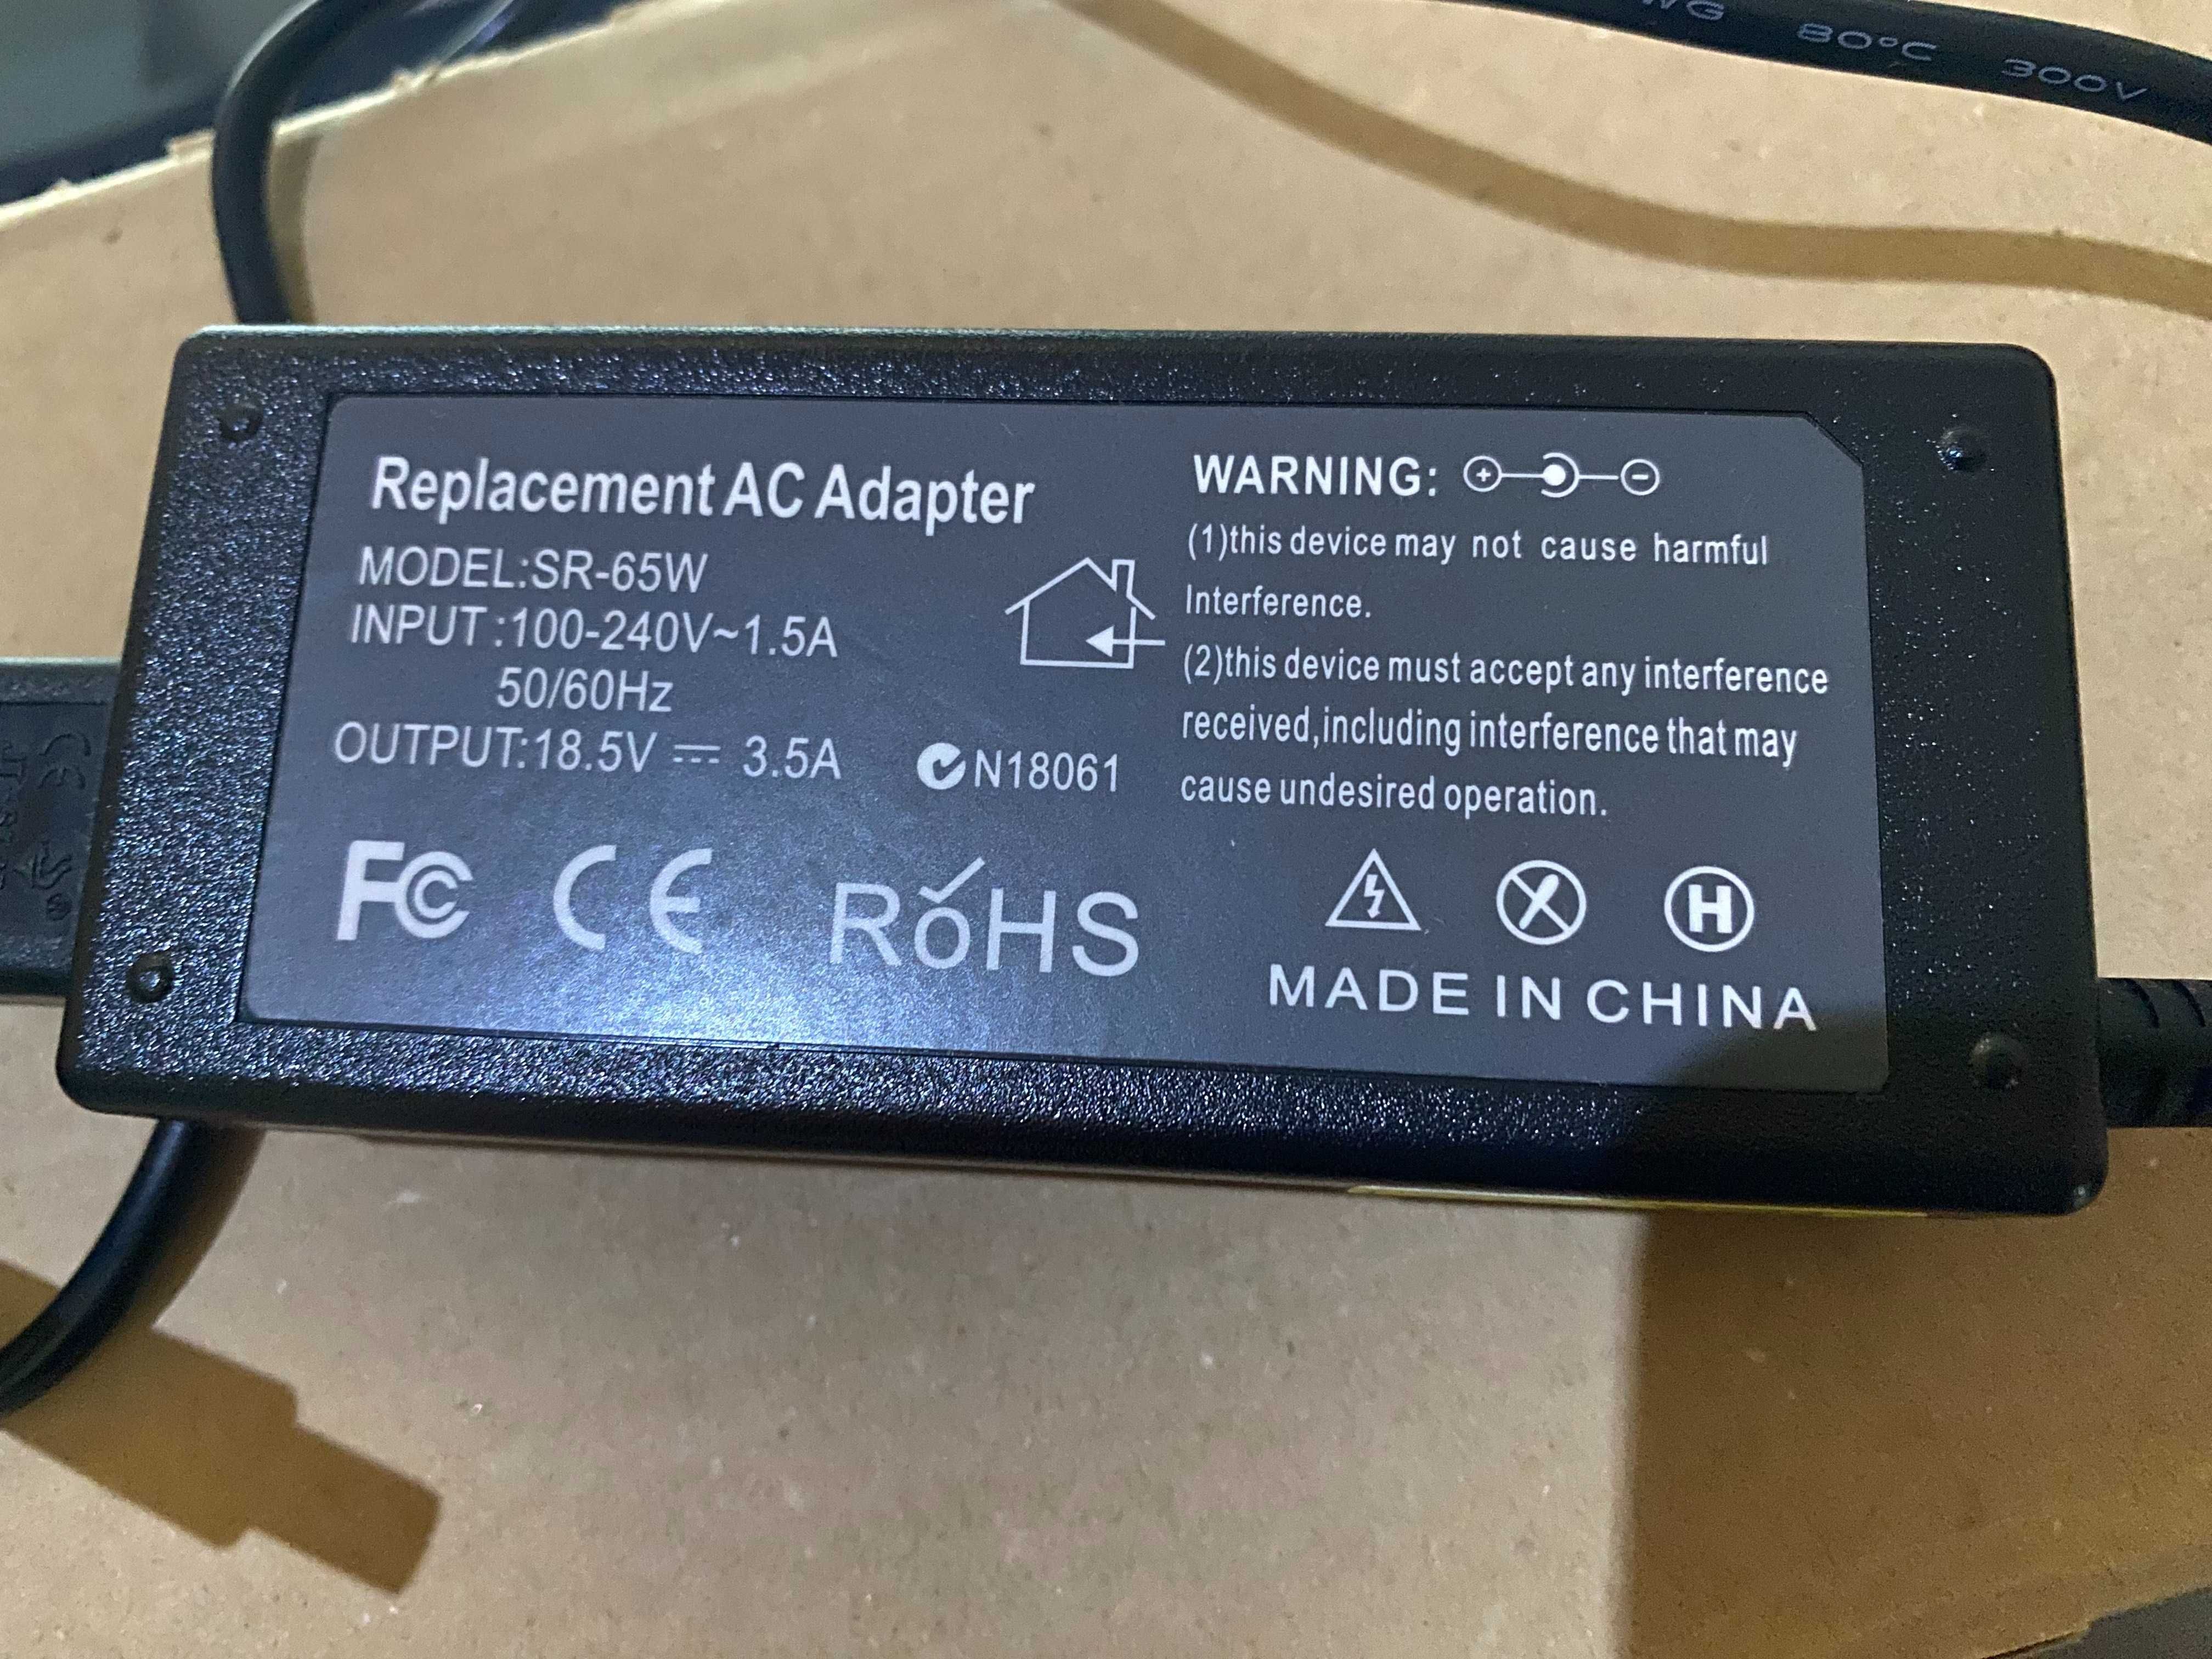 80°C 300V
Replacement AC Adapter
MODEL:SR-65W
INPUT:100-240V~1.5A
50/60Hz
OUTPUT:18.5V ⎓ 3.5A
N18061
FC CE RoHS
WARNING:
(1)this device may not cause harmful
Interference.
(2)this device must accept any interference
received,including interference that may
cause undesired operation.
H
MADE IN CHINA
CE